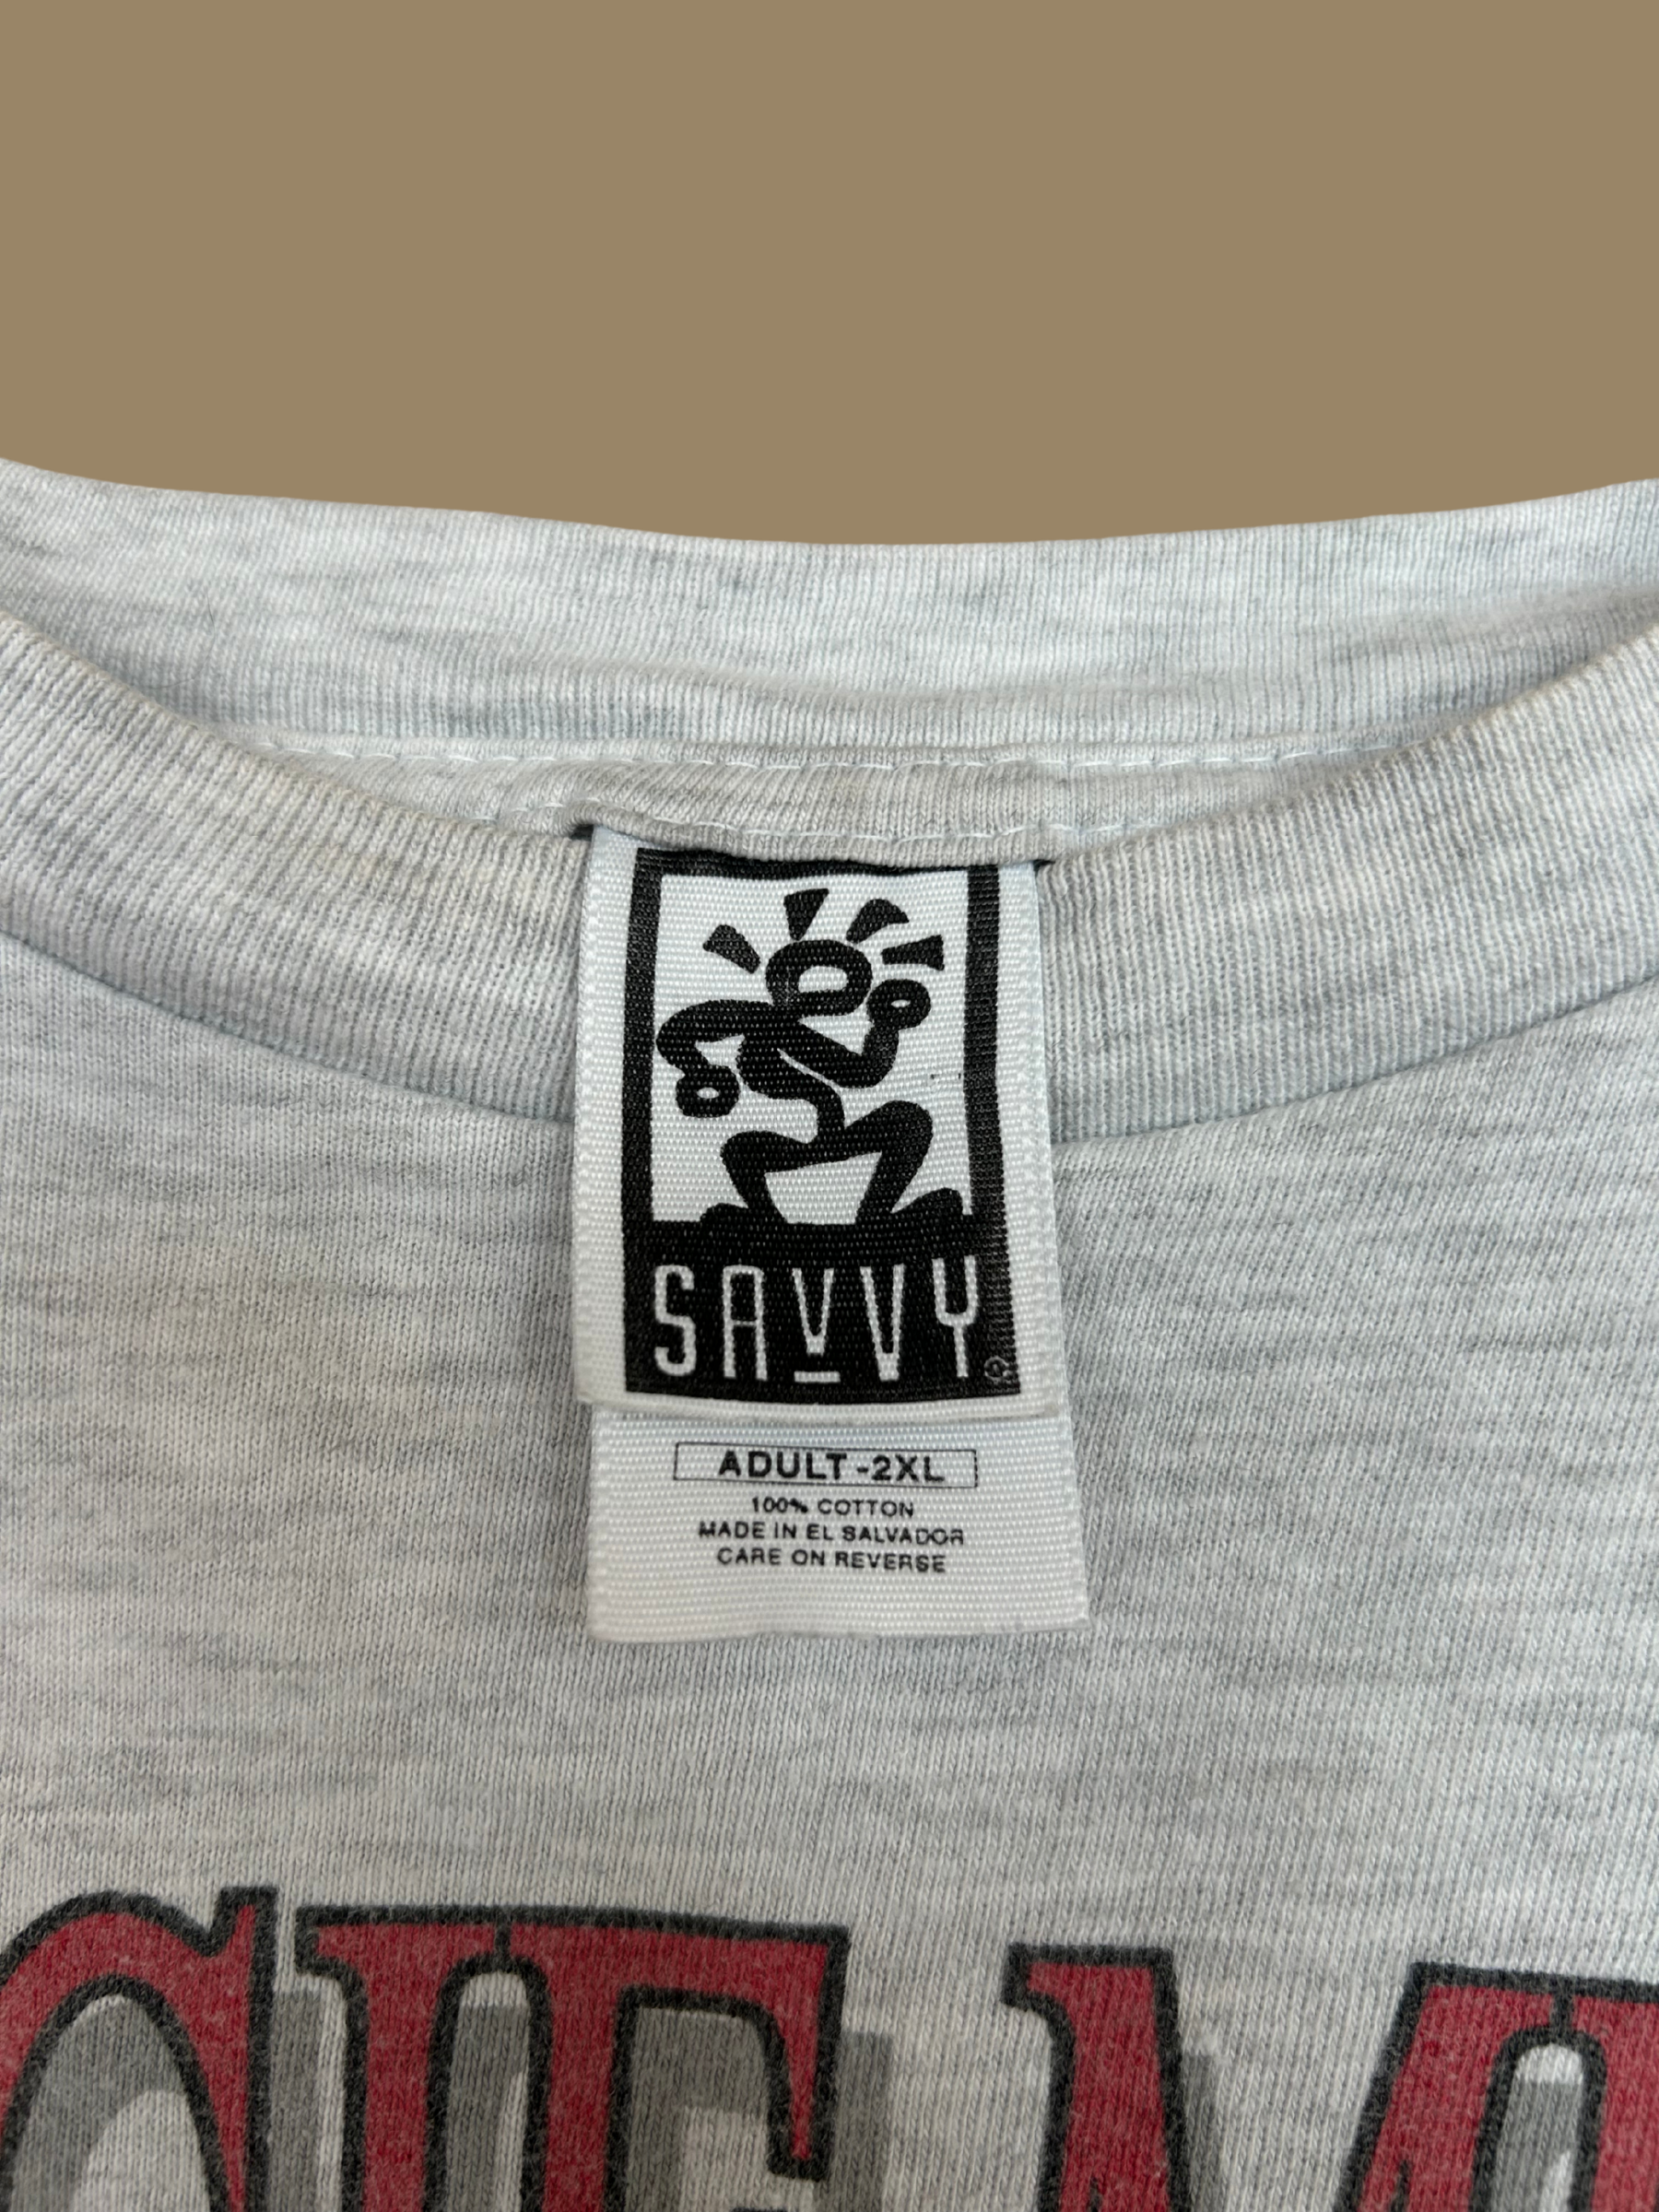 SAVVY
ADULT-2XL
100% COTTON
MADE IN EL SALVADOR
CARE ON REVERSE